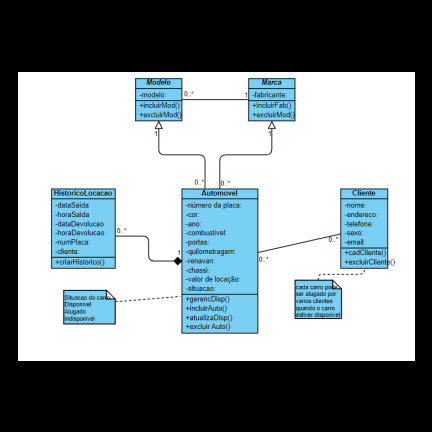 Modelo
-modelo:
+incluirMod()
+excluirMod()
0..*
1
Marca
-fabricante:
+incluirFab()
+excluirMod()
1
1
0..*
0..*
HistoricoLocacao
-dataSaida
-horaSaida
-dataDevolucao
-horaDevolucao
-numPlaca:
-cliente:
+criarHistorico()
0..*
1
Automovel
-número da placa:
-cor:
-ano:
-combustível:
-portas:
-quilometragem:
-renavan:
-chassi:
-valor de locação:
-situacao:
+gerencDisp()
+incluirAuto()
+atualizaDisp()
+excluir Auto()
0..*
0..*
Cliente
-nome:
-endereco:
-telefone:
-sexo:
-email:
+cadCliente()
+excluirCliente()
Situacao do carro
Disponivel
Alugado
indisponivel
cada carro pode
ser alugado por
varios clientes
quando o carro
estiver disponivel